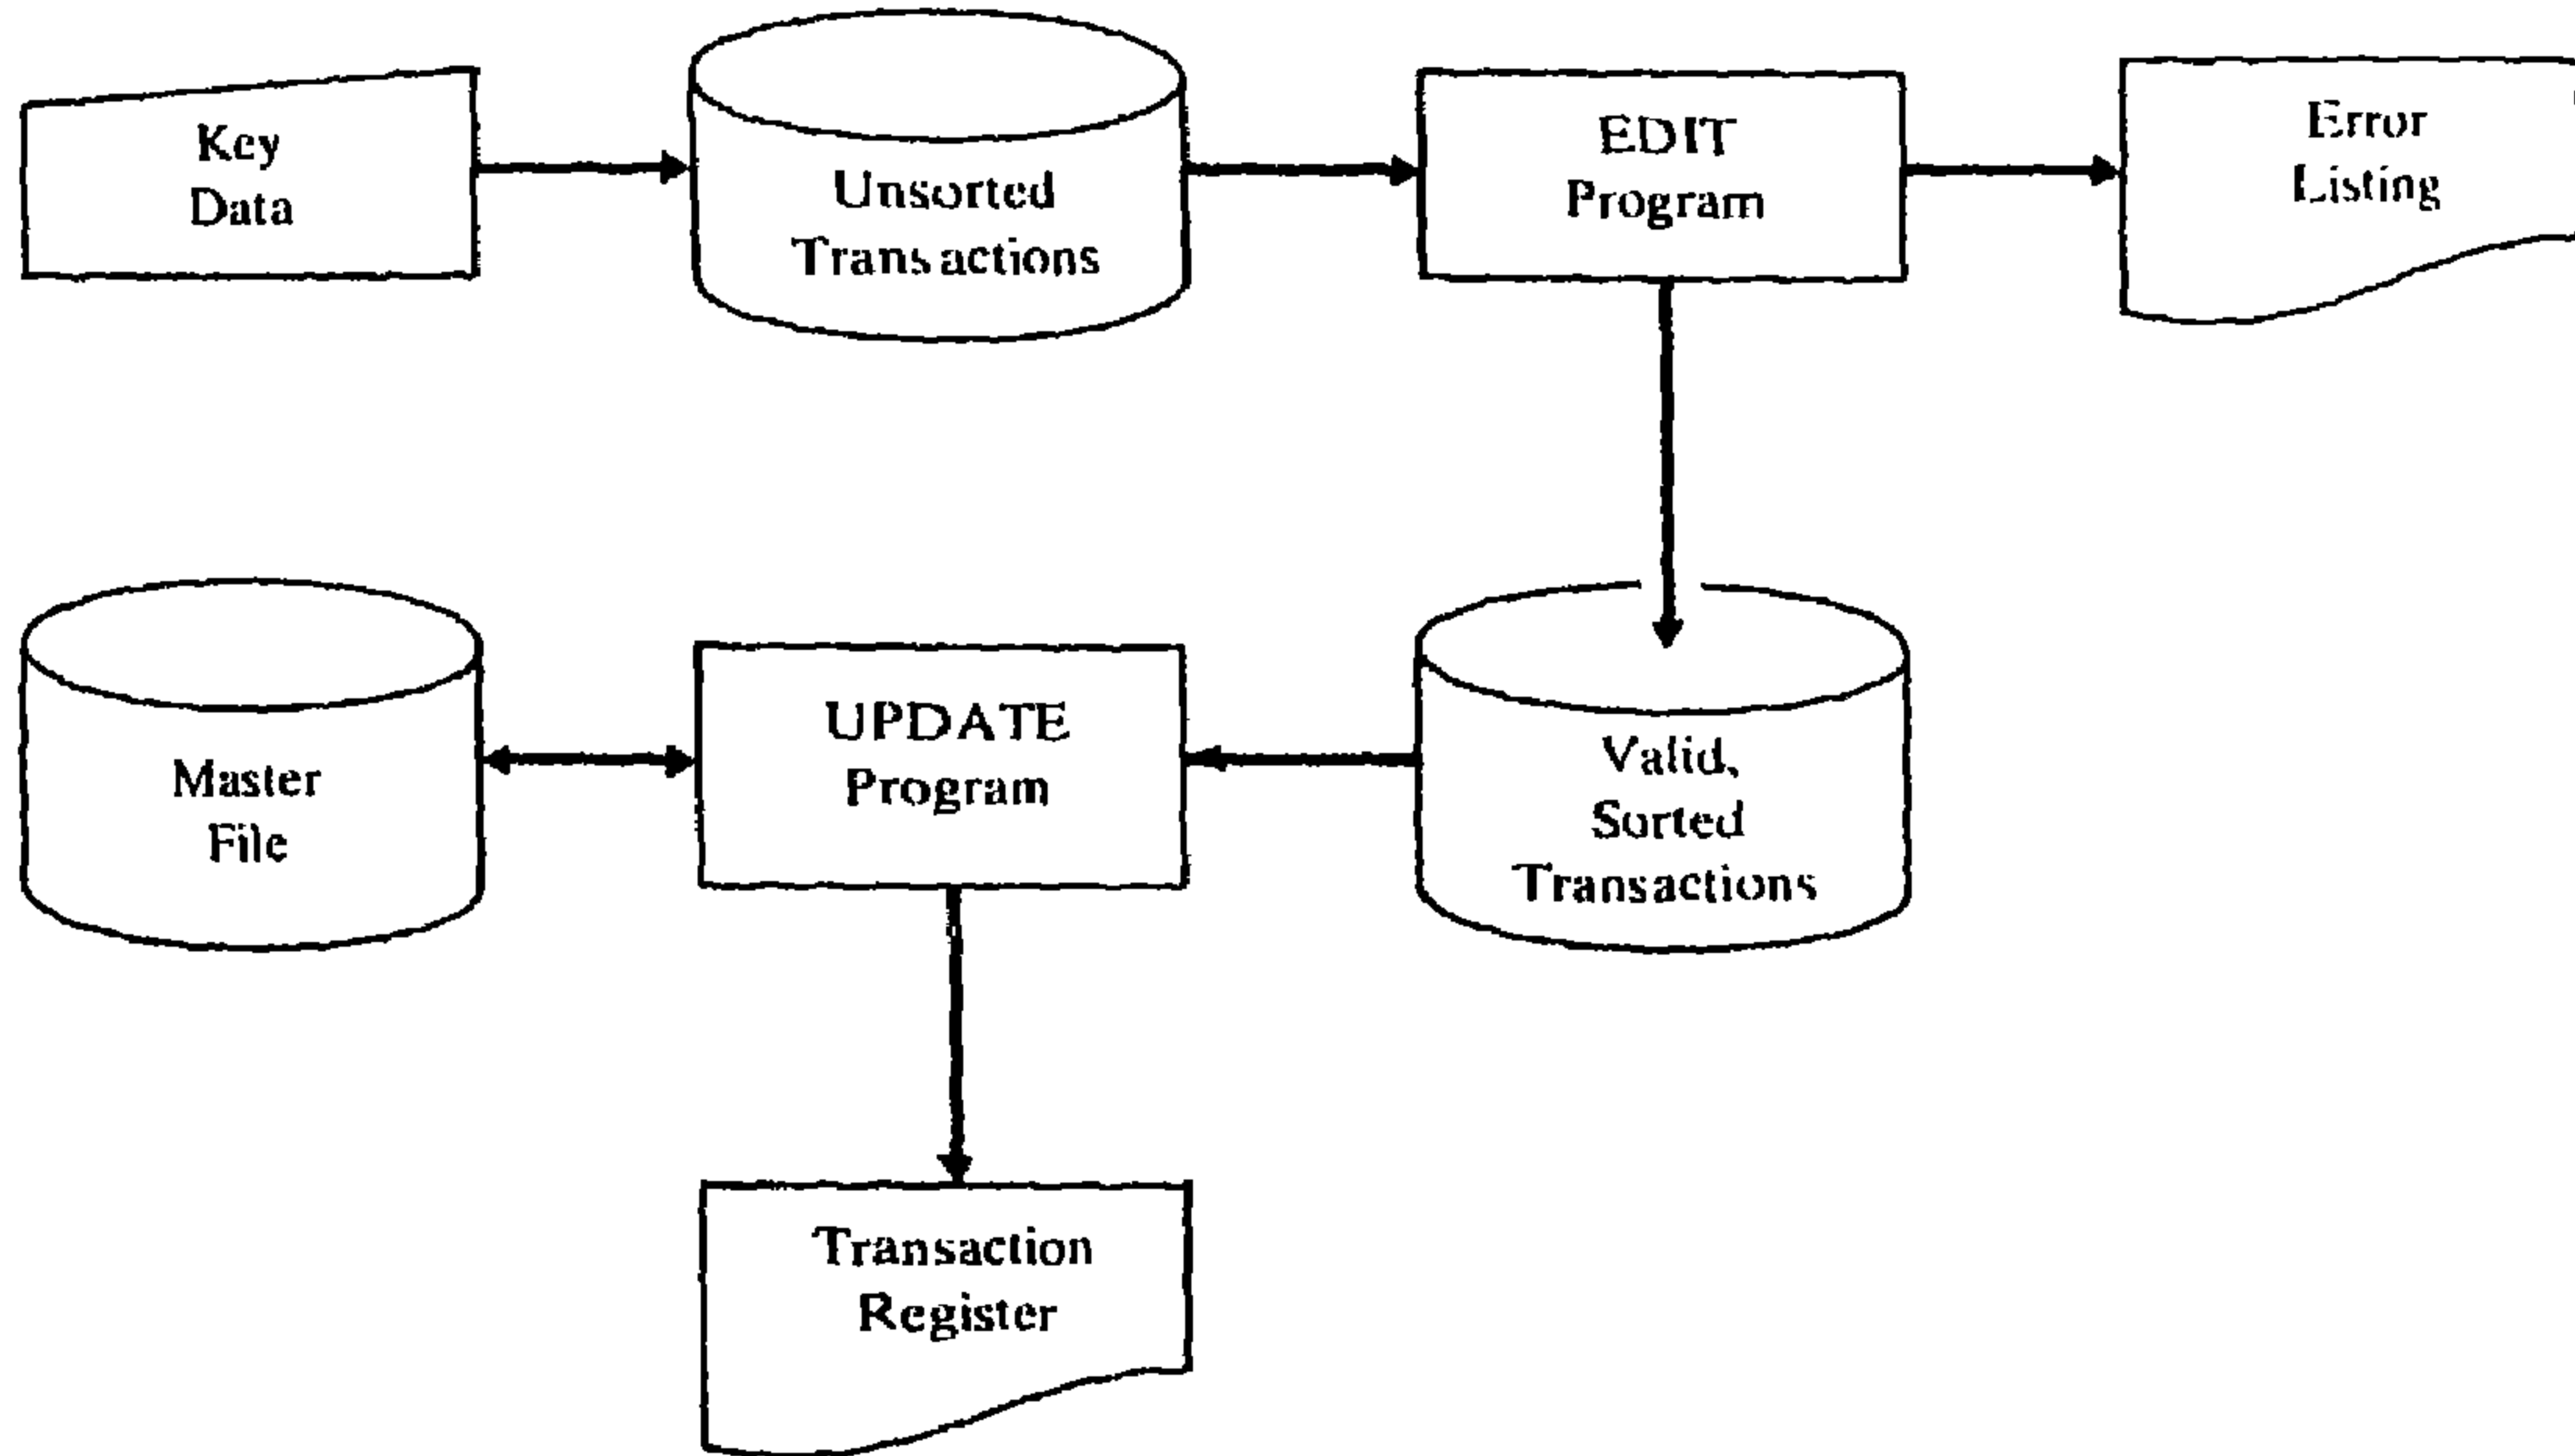 Key
Data
Unsorted
Transactions
EDIT
Program
Error
Listing
Master
File
UPDATE
Program
Valid,
Sorted
Transactions
Transaction
Register